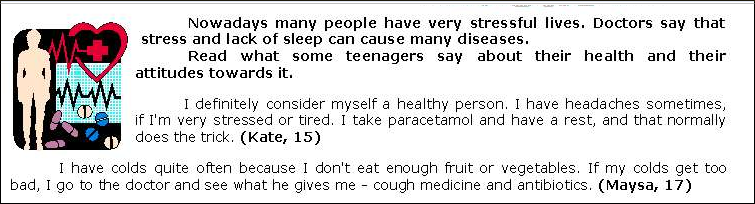 Nowadays many people have very stressful lives. Doctors say that
stress and lack of sleep can cause many diseases.
Read what some teenagers say about their health and their
attitudes towards it.
I definitely consider myself a healthy person. I have headaches sometimes,
if I'm very stressed or tired. I take paracetamol and have a rest, and that normally
does the trick. (Kate, 15)
I have colds quite often because I don't eat enough fruit or vegetables. If my colds get too
bad, I go to the doctor and see what he gives me - cough medicine and antibiotics. (Maysa, 17)